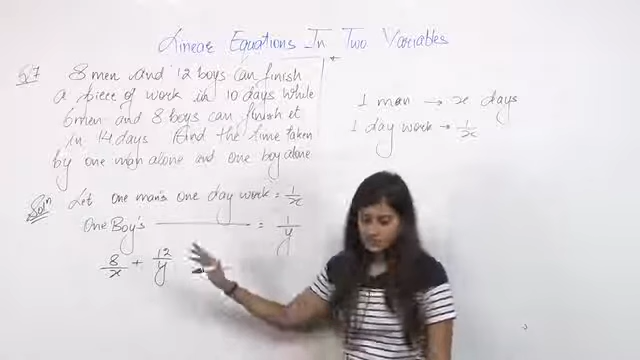 Linear Equations In Two Variables
Q.7 8 men and 12 boys can finish
a piece of work in 10 days while
6 men and 8 boys can finish it
in 14 days And the time taken
by one man alone and one boy alone
Soln Let one man's one day work = 1/x
One Boy's ——— = 1/y
8/x + 12/y
1 man → x days
1 day work → 1/x